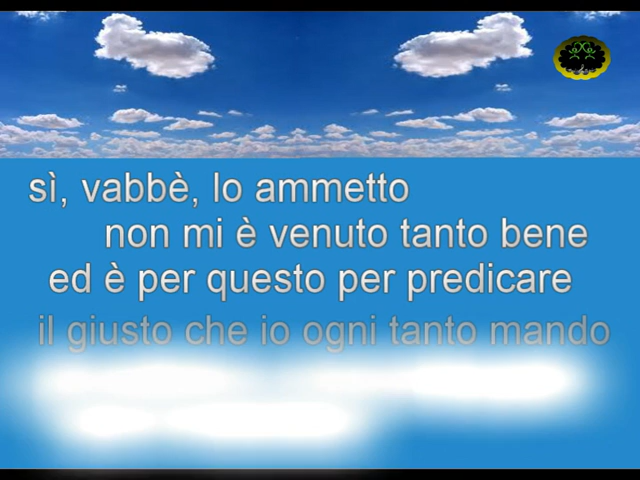 sì, vabbè, lo ammetto
non mi è venuto tanto bene
ed è per questo per predicare
il giusto che io ogni tanto mando